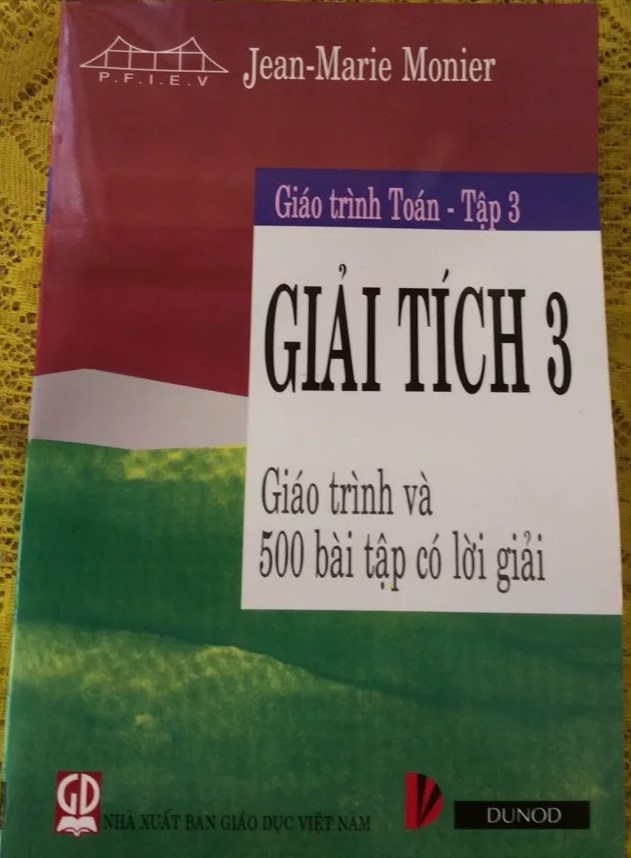 P.F.I.E.V
Jean-Marie Monier
Giáo trình Toán - Tập 3
GIẢI TÍCH 3
Giáo trình và
500 bài tập có lời giải
GD
NHÀ XUẤT BẢN GIÁO DỤC VIỆT NAM
DUNOD